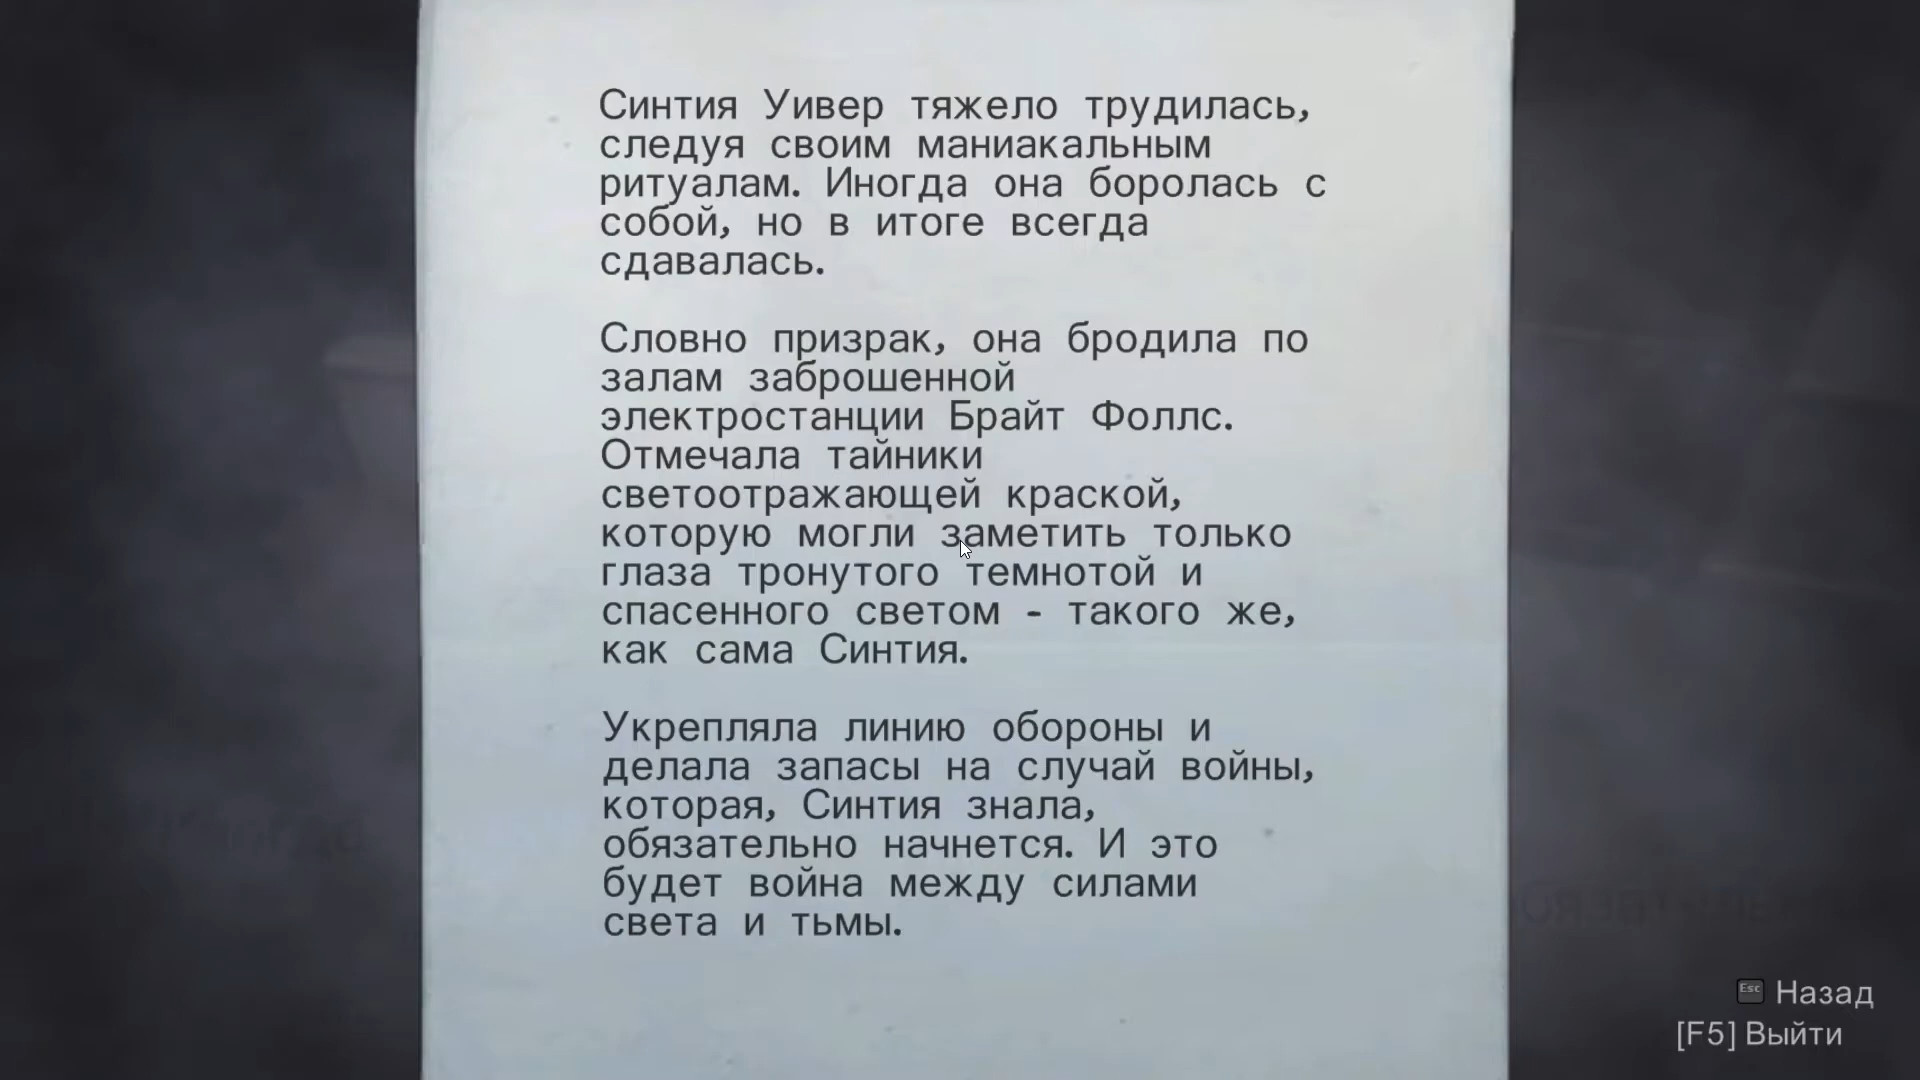 Синтия Уивер тяжело трудилась,
следуя своим маниакальным
ритуалам. Иногда она боролась с
собой, но в итоге всегда
сдавалась.
Словно призрак, она бродила по
залам заброшенной
электростанции Брайт Фоллс.
Отмечала тайники
светоотражающей краской,
которую могли заметить только
глаза тронутого темнотой и
спасенного светом - такого же,
как сама Синтия.
Укрепляла линию обороны и
делала запасы на случай войны,
которая, Синтия знала,
обязательно начнется. И это
будет война между силами
света и тьмы.
Esc Назад
[F5] Выйти